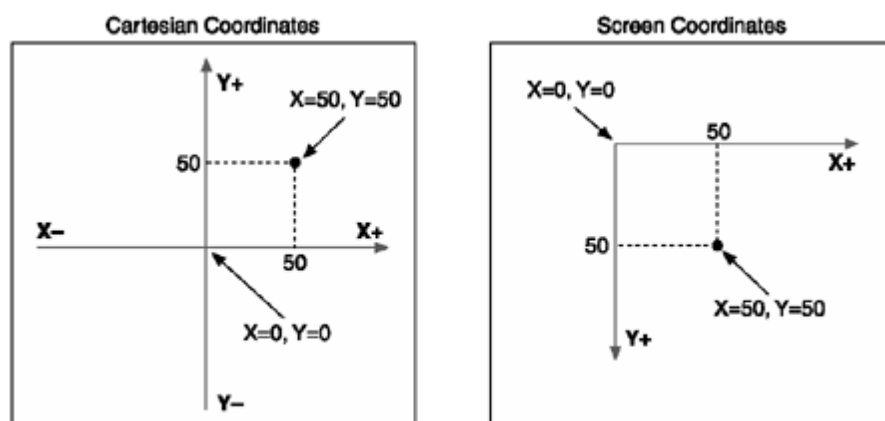 Cartesian Coordinates
Y+
X=50, Y=50
50
X–
X+
50
X=0, Y=0
Y–
Screen Coordinates
X=0, Y=0
50
X+
50
X=50, Y=50
Y+